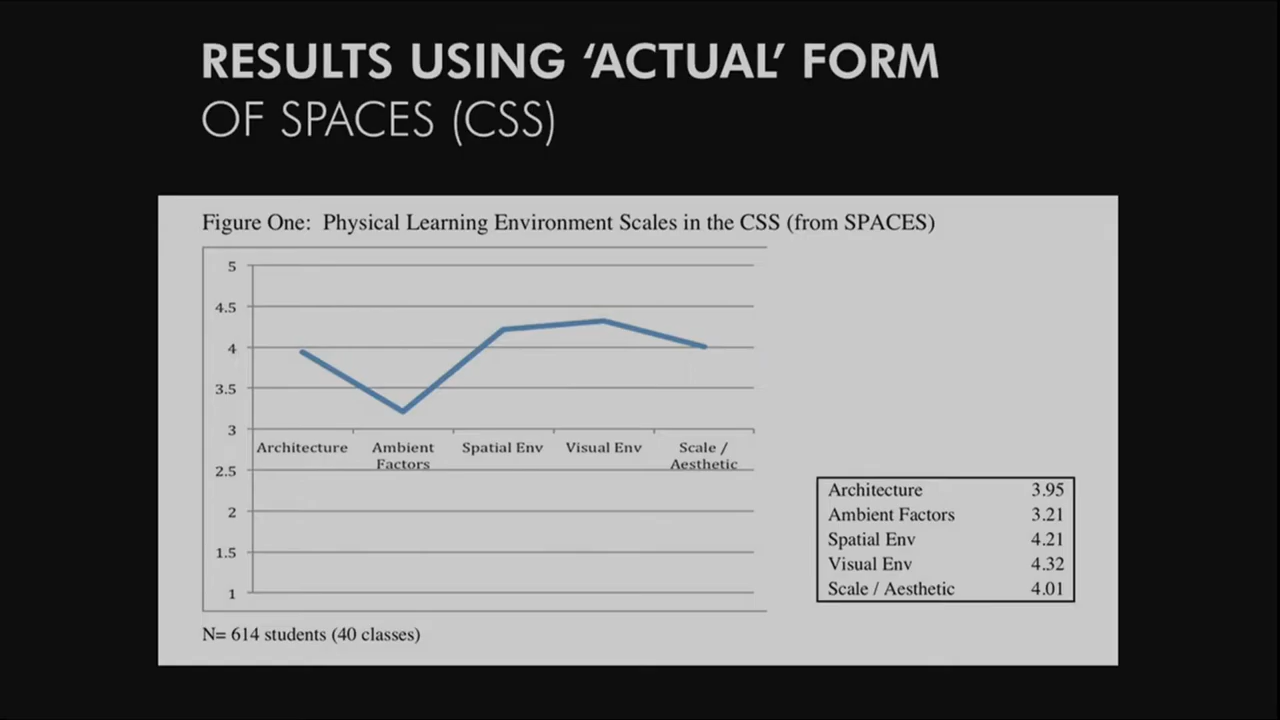 RESULTS USING ‘ACTUAL’ FORM
OF SPACES (CSS)
Figure One:  Physical Learning Environment Scales in the CSS (from SPACES)
5
4.5
4
3.5
3
Architecture
Ambient
Factors
Spatial Env
Visual Env
Scale /
Aesthetic
2.5
2
1.5
1
Architecture 3.95
Ambient Factors 3.21
Spatial Env 4.21
Visual Env 4.32
Scale / Aesthetic 4.01
N= 614 students (40 classes)